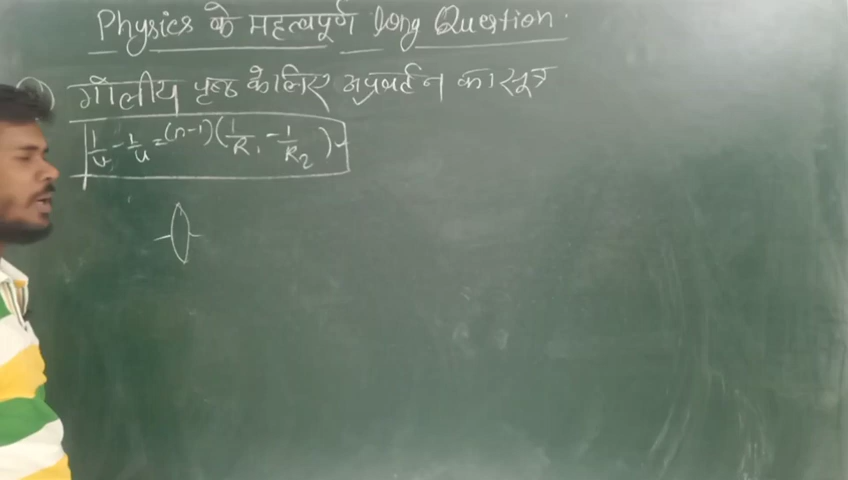 Physics के महत्वपूर्ण long Question.
गोलीय पृष्ठ के लिए अपवर्तन का सूत्र
1/v - 1/u = (n-1)(1/R₁ - 1/R₂)